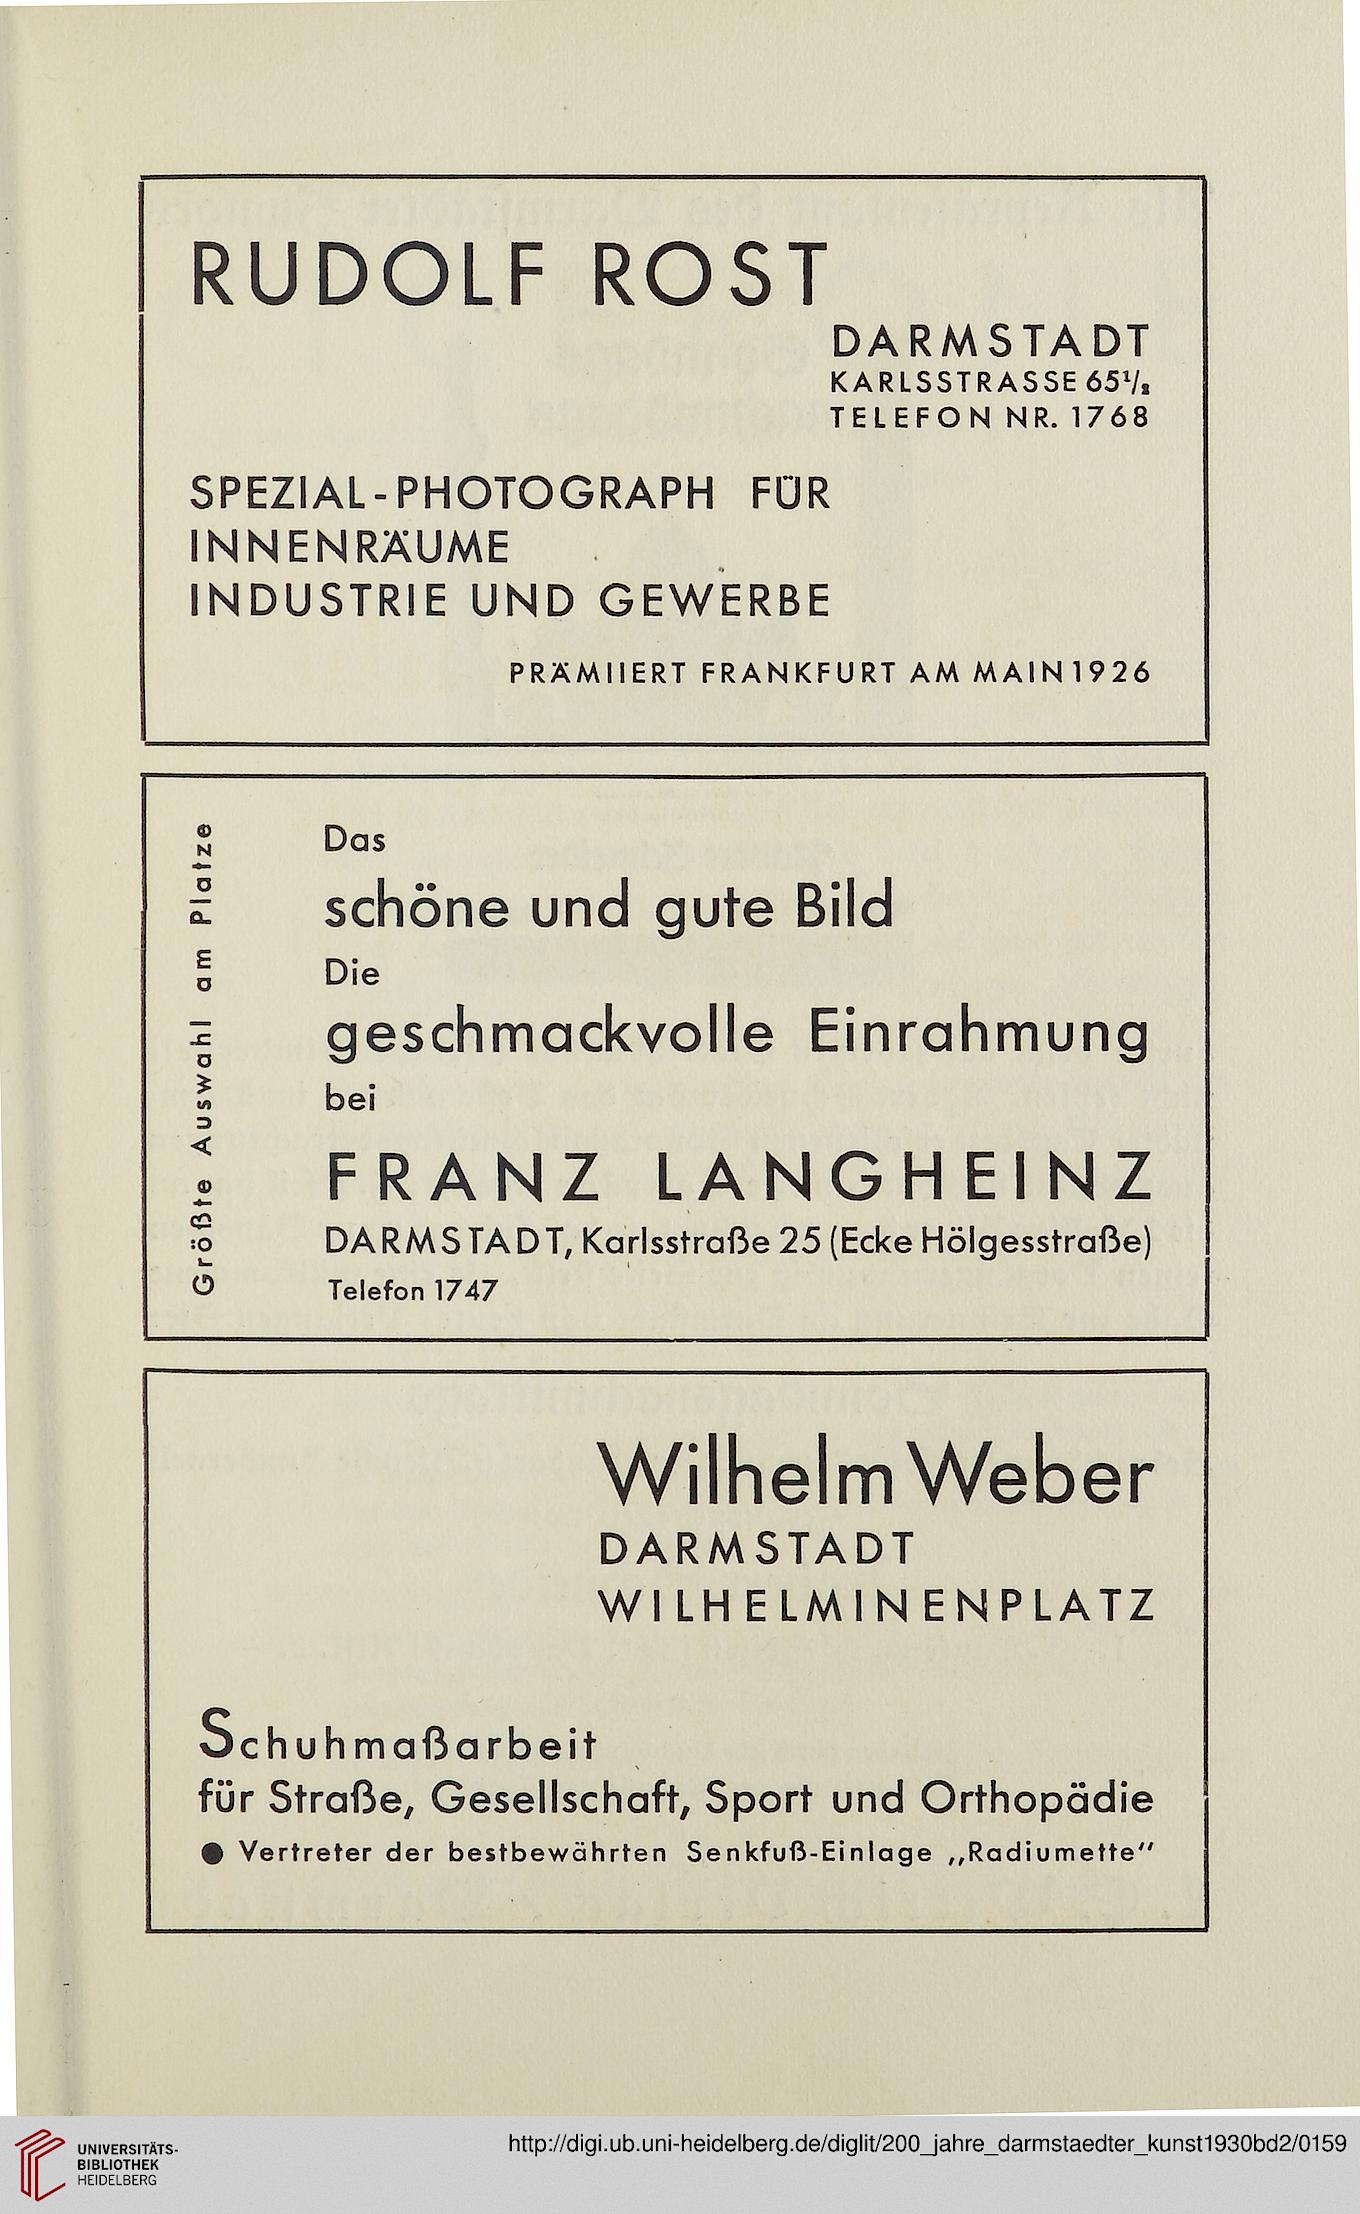 RUDOLF ROST
DARMSTADT
KARLSSTRASSE 65¹/₂
TELEFON NR. 1768
SPEZIAL-PHOTOGRAPH FÜR
INNENRÄUME
INDUSTRIE UND GEWERBE
PRÄMIIERT FRANKFURT AM MAIN 1926
Größte Auswahl am Platze
Das
schöne und gute Bild
Die
geschmackvolle Einrahmung
bei
FRANZ LANGHEINZ
DARMSTADT, Karlsstraße 25 (Ecke Hölgesstraße)
Telefon 1747
Wilhelm Weber
DARMSTADT
WILHELMINENPLATZ
Schuhmaßarbeit
für Straße, Gesellschaft, Sport und Orthopädie
● Vertreter der bestbewährten Senkfuß-Einlage „Radiumette"
UNIVERSITÄTS-
BIBLIOTHEK
HEIDELBERG
http://digi.ub.uni-heidelberg.de/diglit/200_jahre_darmstaedter_kunst1930bd2/0159